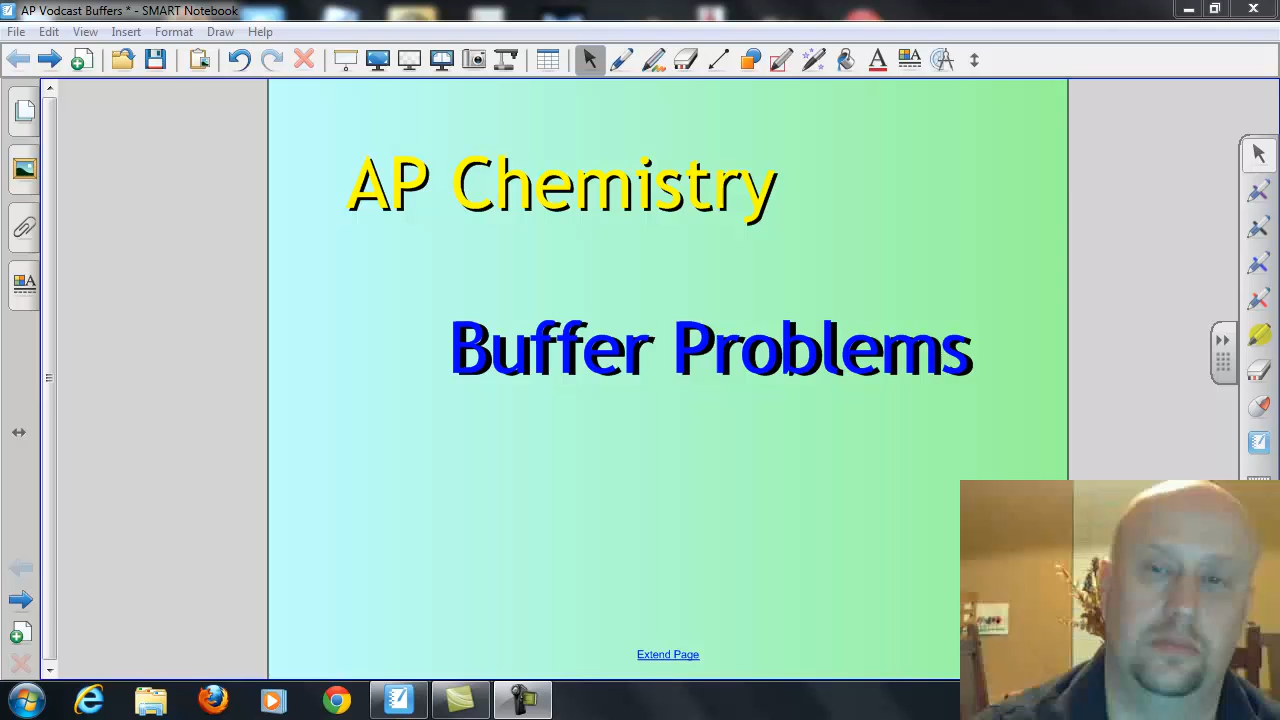 AP Vodcast Buffers * - SMART Notebook
File Edit View Insert Format Draw Help
AP Chemistry
Buffer Problems
Extend Page